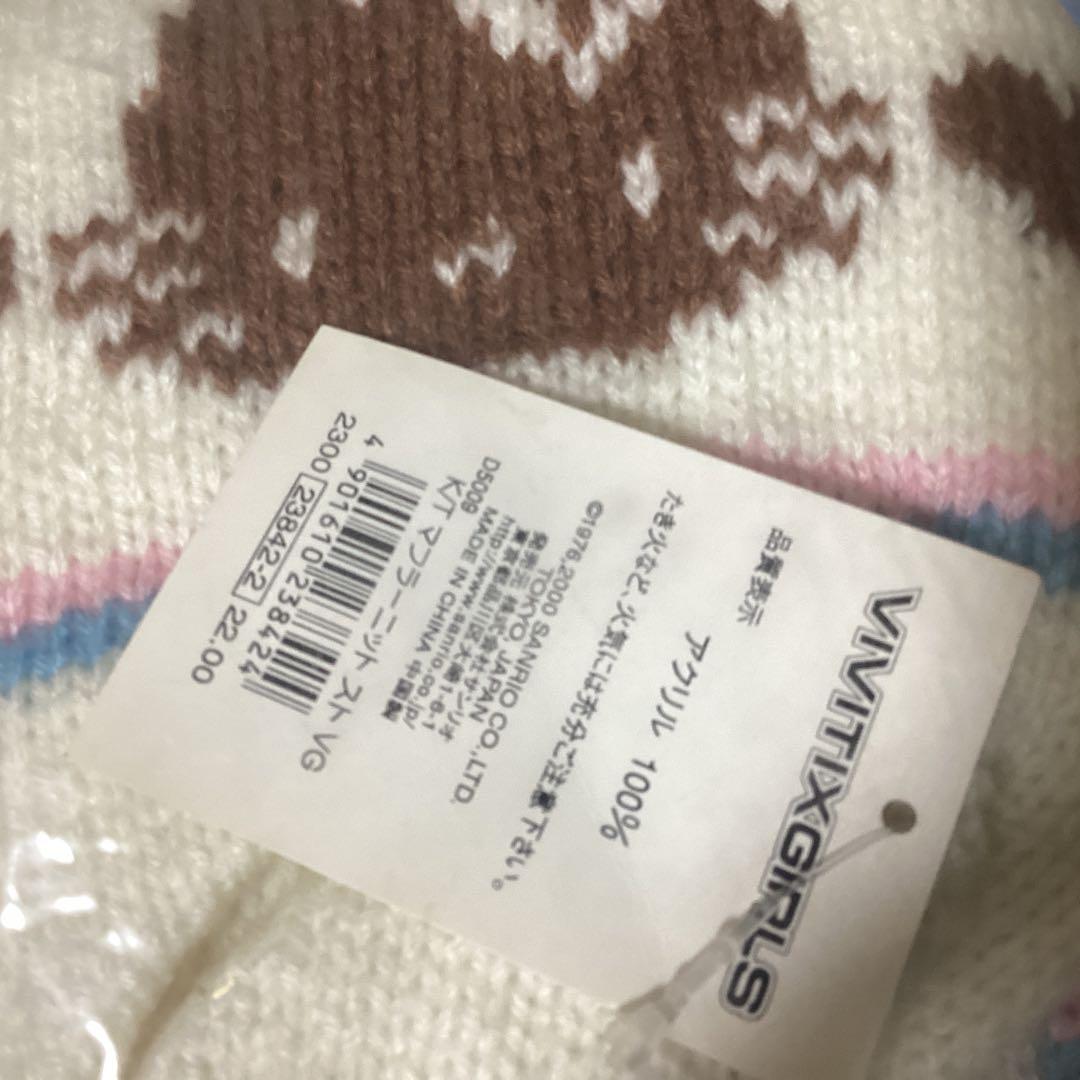 VIVITIX GIRLS
品質表示
アクリル 100%
たき火など、火気には充分ご注意下さい。
©1976,2000 SANRIO CO.,LTD.
TOKYO, JAPAN
発売元 株式会社サンリオ
東京都品川区大崎1-6-1
http://www.sanrio.co.jp/
MADE IN CHINA 中国製
D5009
K/T マフラーニット スト VG
4 901610 238424
2300 23842-2 22.00